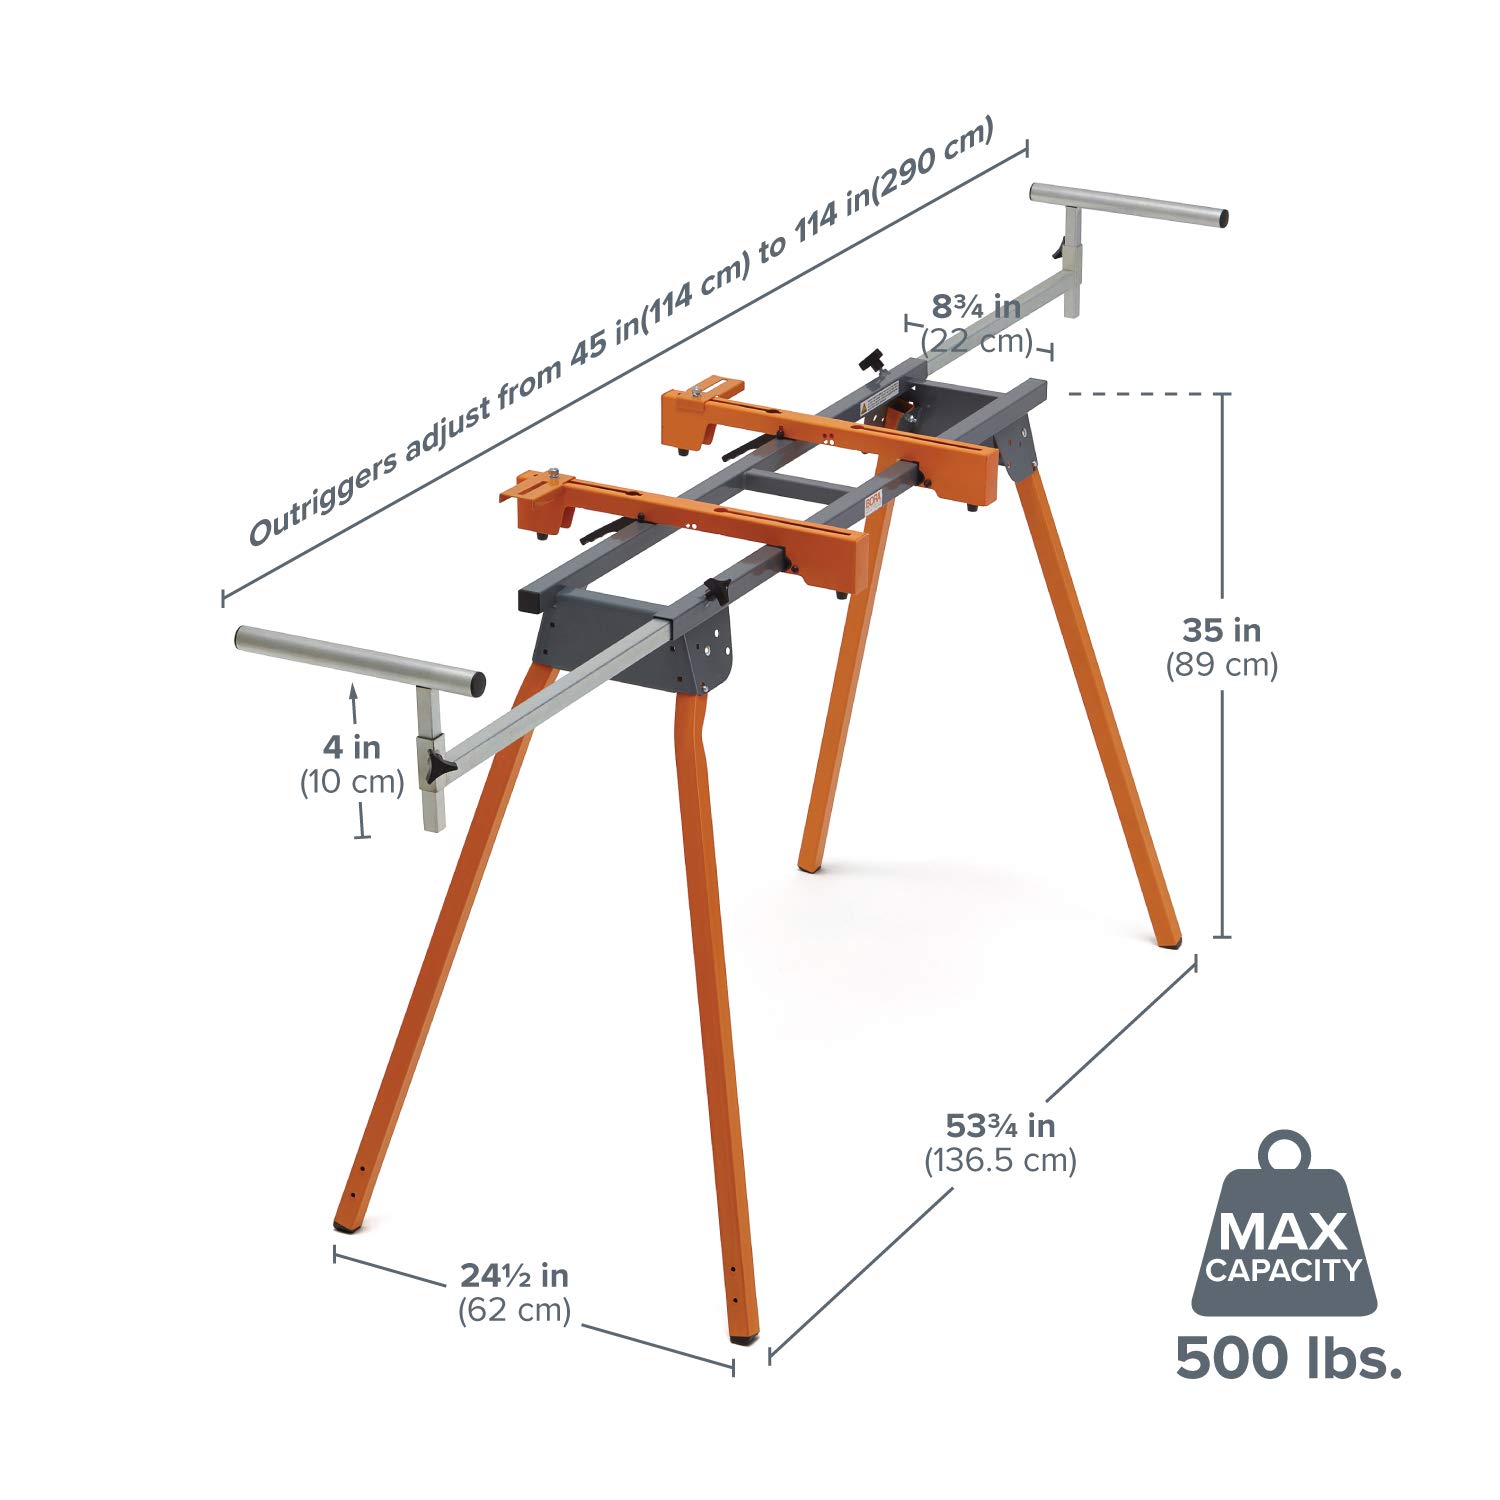 Outriggers adjust from 45 in(114 cm) to 114 in(290 cm)
8¾ in
(22 cm)
BORA
35 in
(89 cm)
4 in
(10 cm)
53¾ in
(136.5 cm)
24½ in
(62 cm)
MAX
CAPACITY
500 lbs.